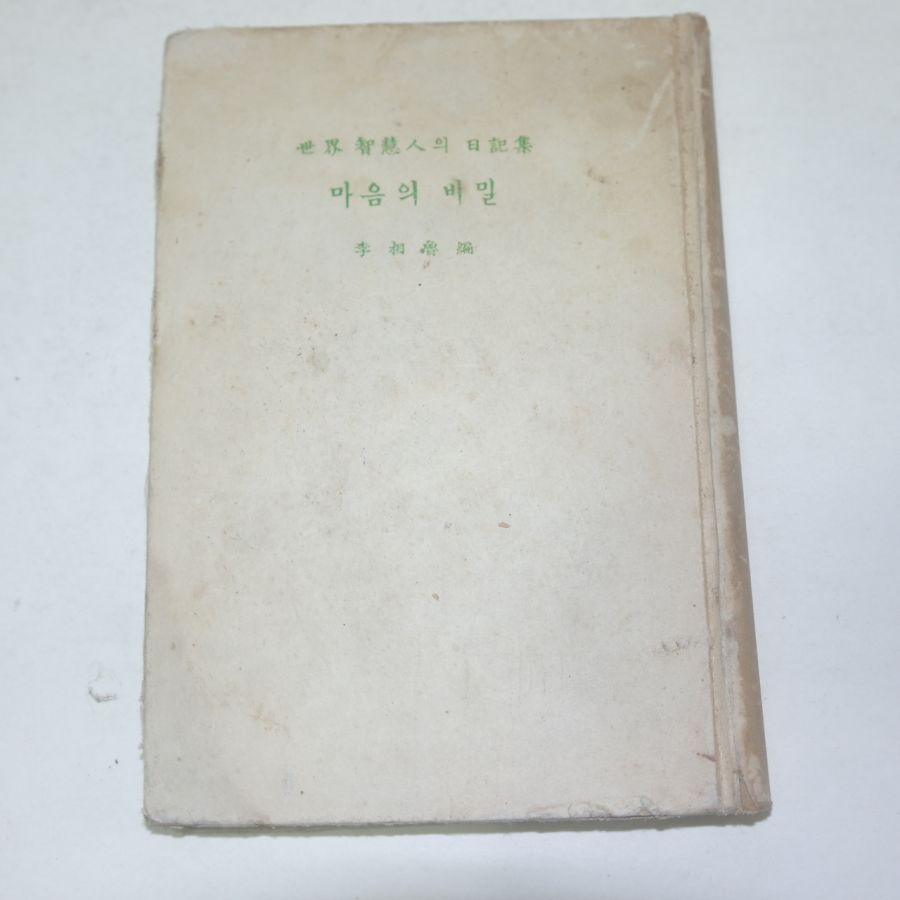 世界 智慧人의 日記集
마음의 비밀
李相魯 編